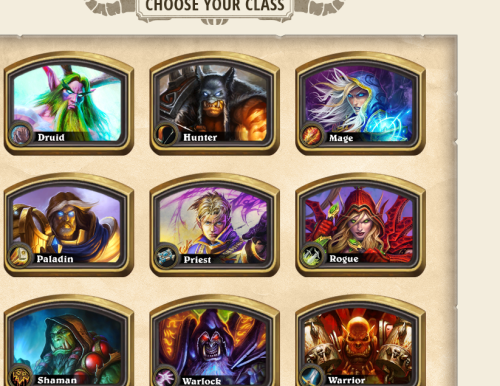 CHOOSE YOUR CLASS
Druid
Hunter
Mage
Paladin
Priest
Rogue
Shaman
Warlock
Warrior